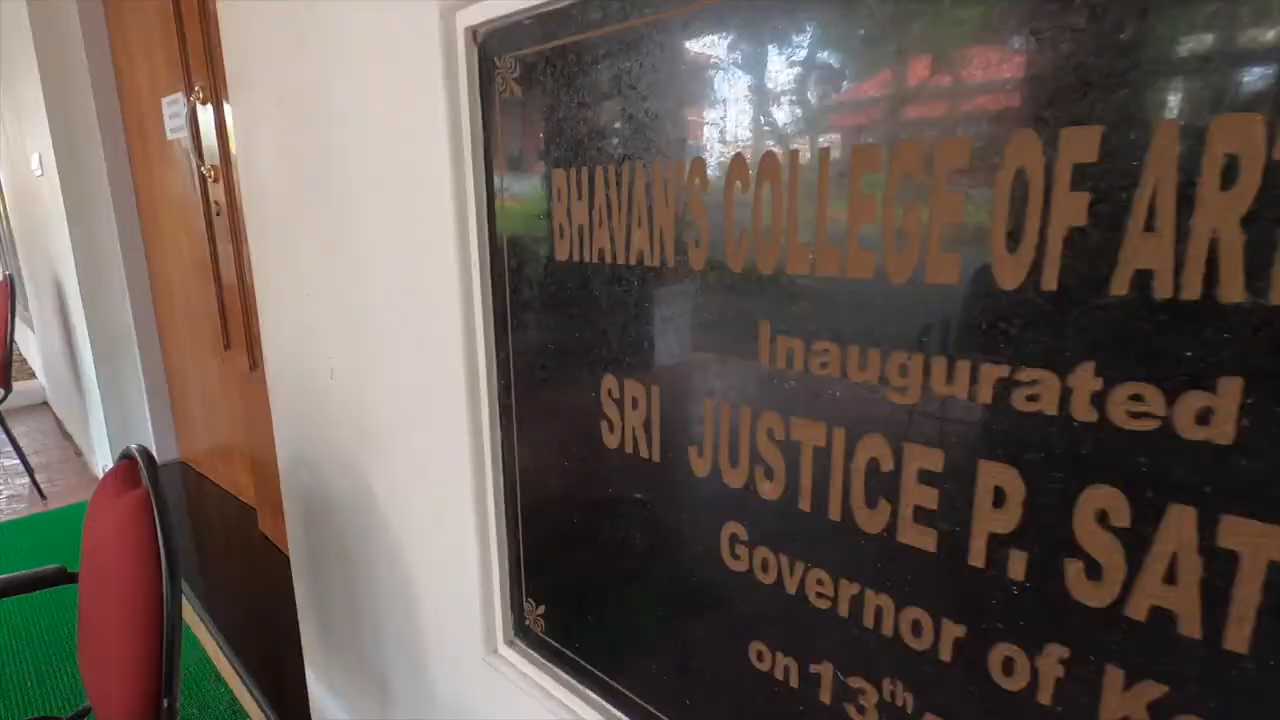 BHAVAN'S COLLEGE OF AR
Inaugurated
SRI JUSTICE P. SAT
Governor of K
on 13th